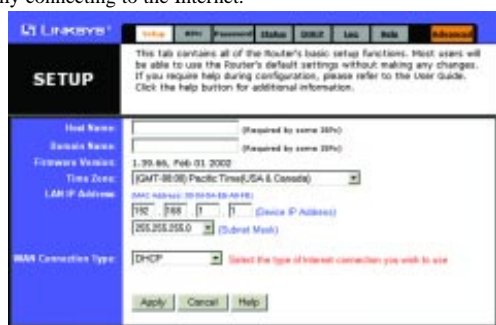 y connecting to the Internet.
LINKSYS
Setup Password Status DHCP Log Help Advanced
SETUP
This tab contains all of the Router's basic setup functions. Most users will
be able to use the Router's default settings without making any changes.
If you require help during configuration, please refer to the User Guide.
Click the help button for additional information.
Host Name: (Required by some ISPs)
Domain Name: (Required by some ISPs)
Firmware Version: 1.39.66, Feb 01 2002
Time Zone: (GMT-08:00) Pacific Time (USA & Canada)
LAN IP Address: (MAC Address:
192 . 168 . 1 . 1 (Device IP Address)
255.255.255.0 (Subnet Mask)
WAN Connection Type: DHCP Select the type of Internet connection you wish to use
Apply Cancel Help